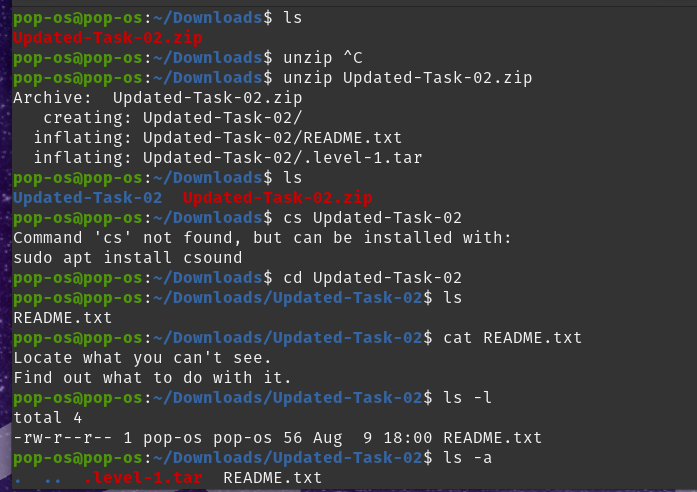 pop-os@pop-os:~/Downloads$ ls
Updated-Task-02.zip
pop-os@pop-os:~/Downloads$ unzip ^C
pop-os@pop-os:~/Downloads$ unzip Updated-Task-02.zip
Archive:  Updated-Task-02.zip
   creating: Updated-Task-02/
  inflating: Updated-Task-02/README.txt
  inflating: Updated-Task-02/.level-1.tar
pop-os@pop-os:~/Downloads$ ls
Updated-Task-02  Updated-Task-02.zip
pop-os@pop-os:~/Downloads$ cs Updated-Task-02
Command 'cs' not found, but can be installed with:
sudo apt install csound
pop-os@pop-os:~/Downloads$ cd Updated-Task-02
pop-os@pop-os:~/Downloads/Updated-Task-02$ ls
README.txt
pop-os@pop-os:~/Downloads/Updated-Task-02$ cat README.txt
Locate what you can't see.
Find out what to do with it.
pop-os@pop-os:~/Downloads/Updated-Task-02$ ls -l
total 4
-rw-r--r-- 1 pop-os pop-os 56 Aug  9 18:00 README.txt
pop-os@pop-os:~/Downloads/Updated-Task-02$ ls -a
.  ..  .level-1.tar  README.txt